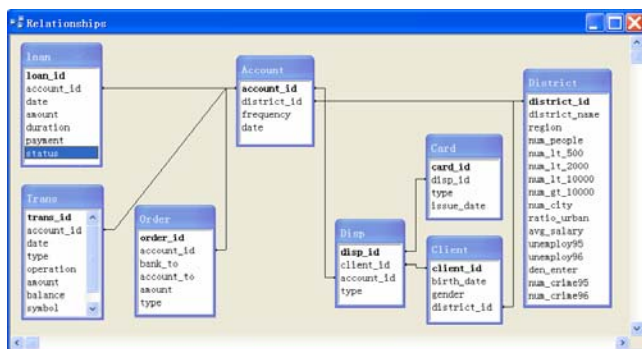 Relationships
loan
loan_id
account_id
date
amount
duration
payment
status
Trans
trans_id
account_id
date
type
operation
amount
balance
symbol
Order
order_id
account_id
bank_to
account_to
amount
type
Account
account_id
district_id
frequency
date
Disp
disp_id
client_id
account_id
type
Card
card_id
disp_id
type
issue_date
Client
client_id
birth_date
gender
district_id
District
district_id
district_name
region
num_people
num_lt_500
num_lt_2000
num_lt_10000
num_gt_10000
num_city
ratio_urban
avg_salary
unemploy95
unemploy96
den_enter
num_crime95
num_crime96